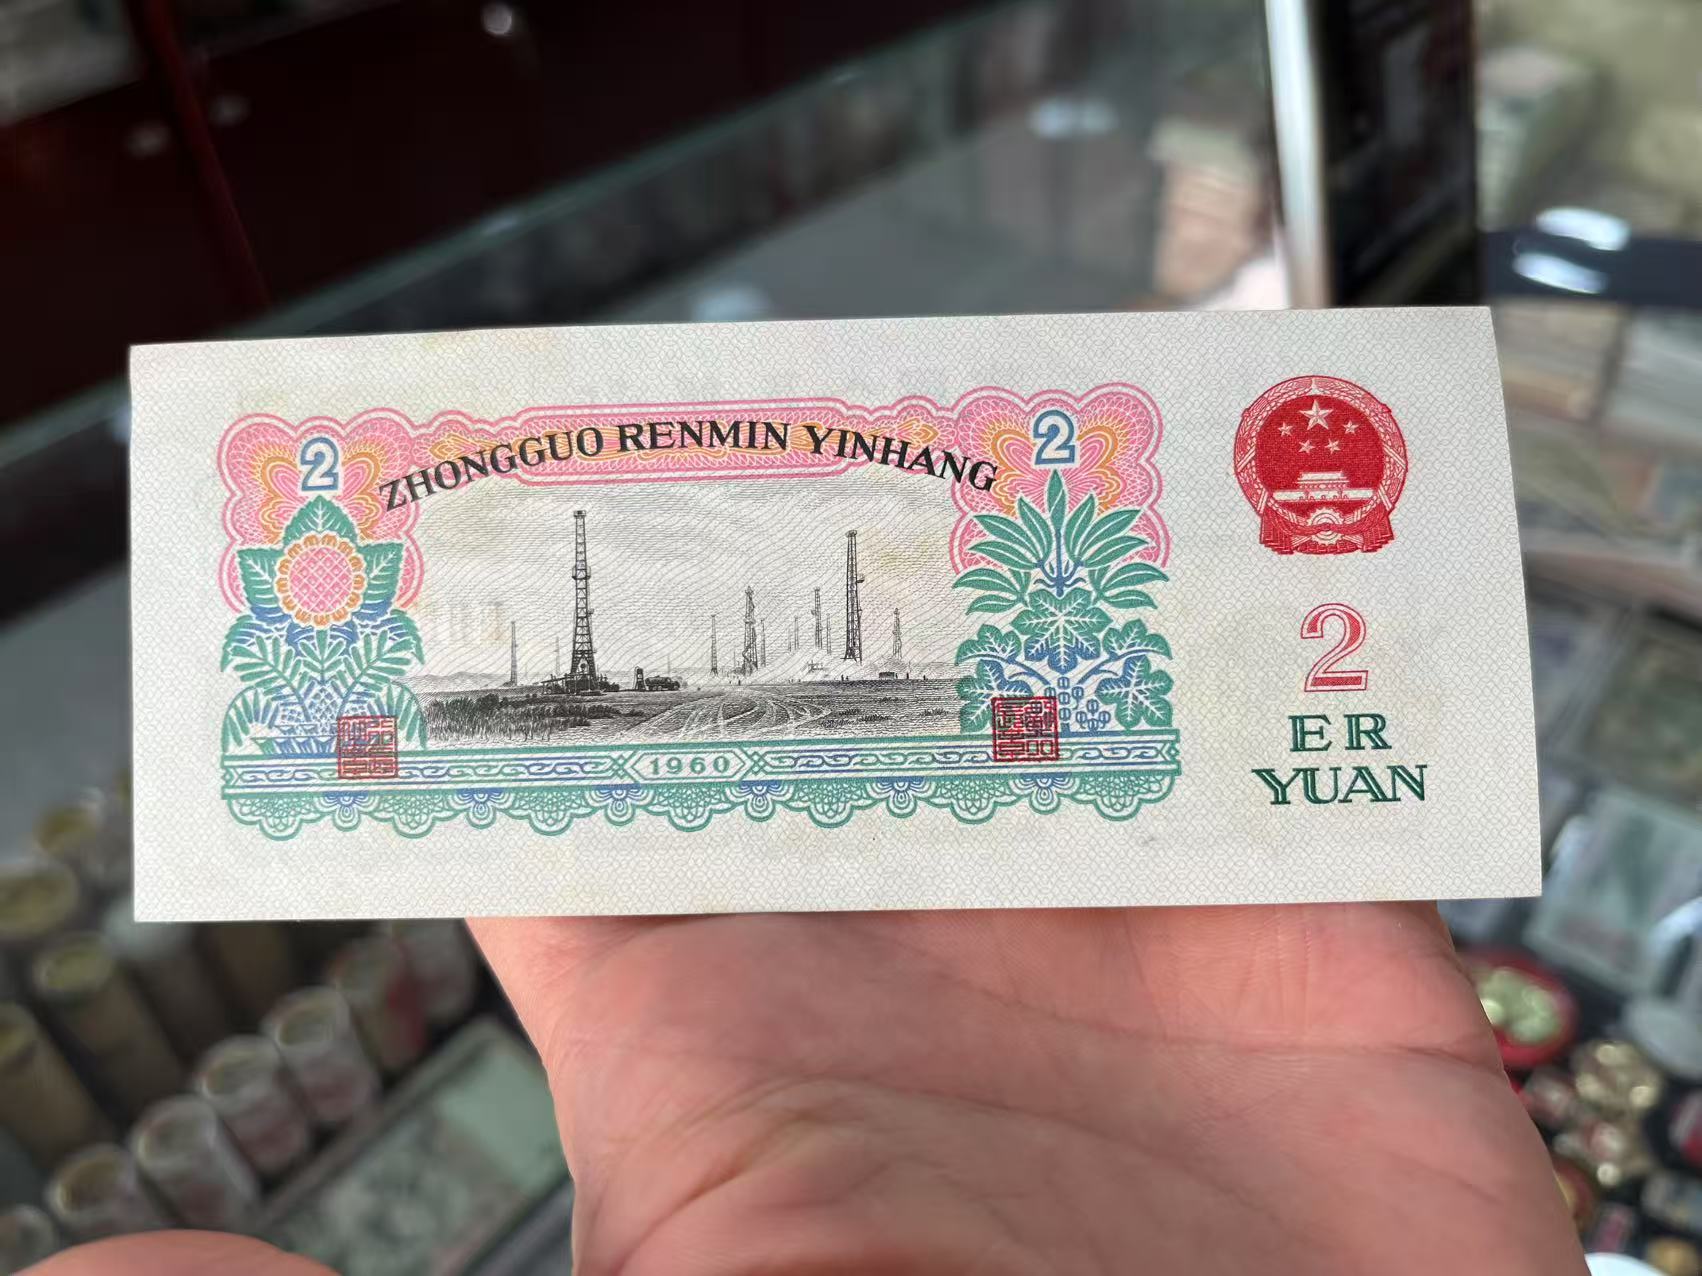 2
2
ZHONGGUO RENMIN YINHANG
1960
2
ER
YUAN